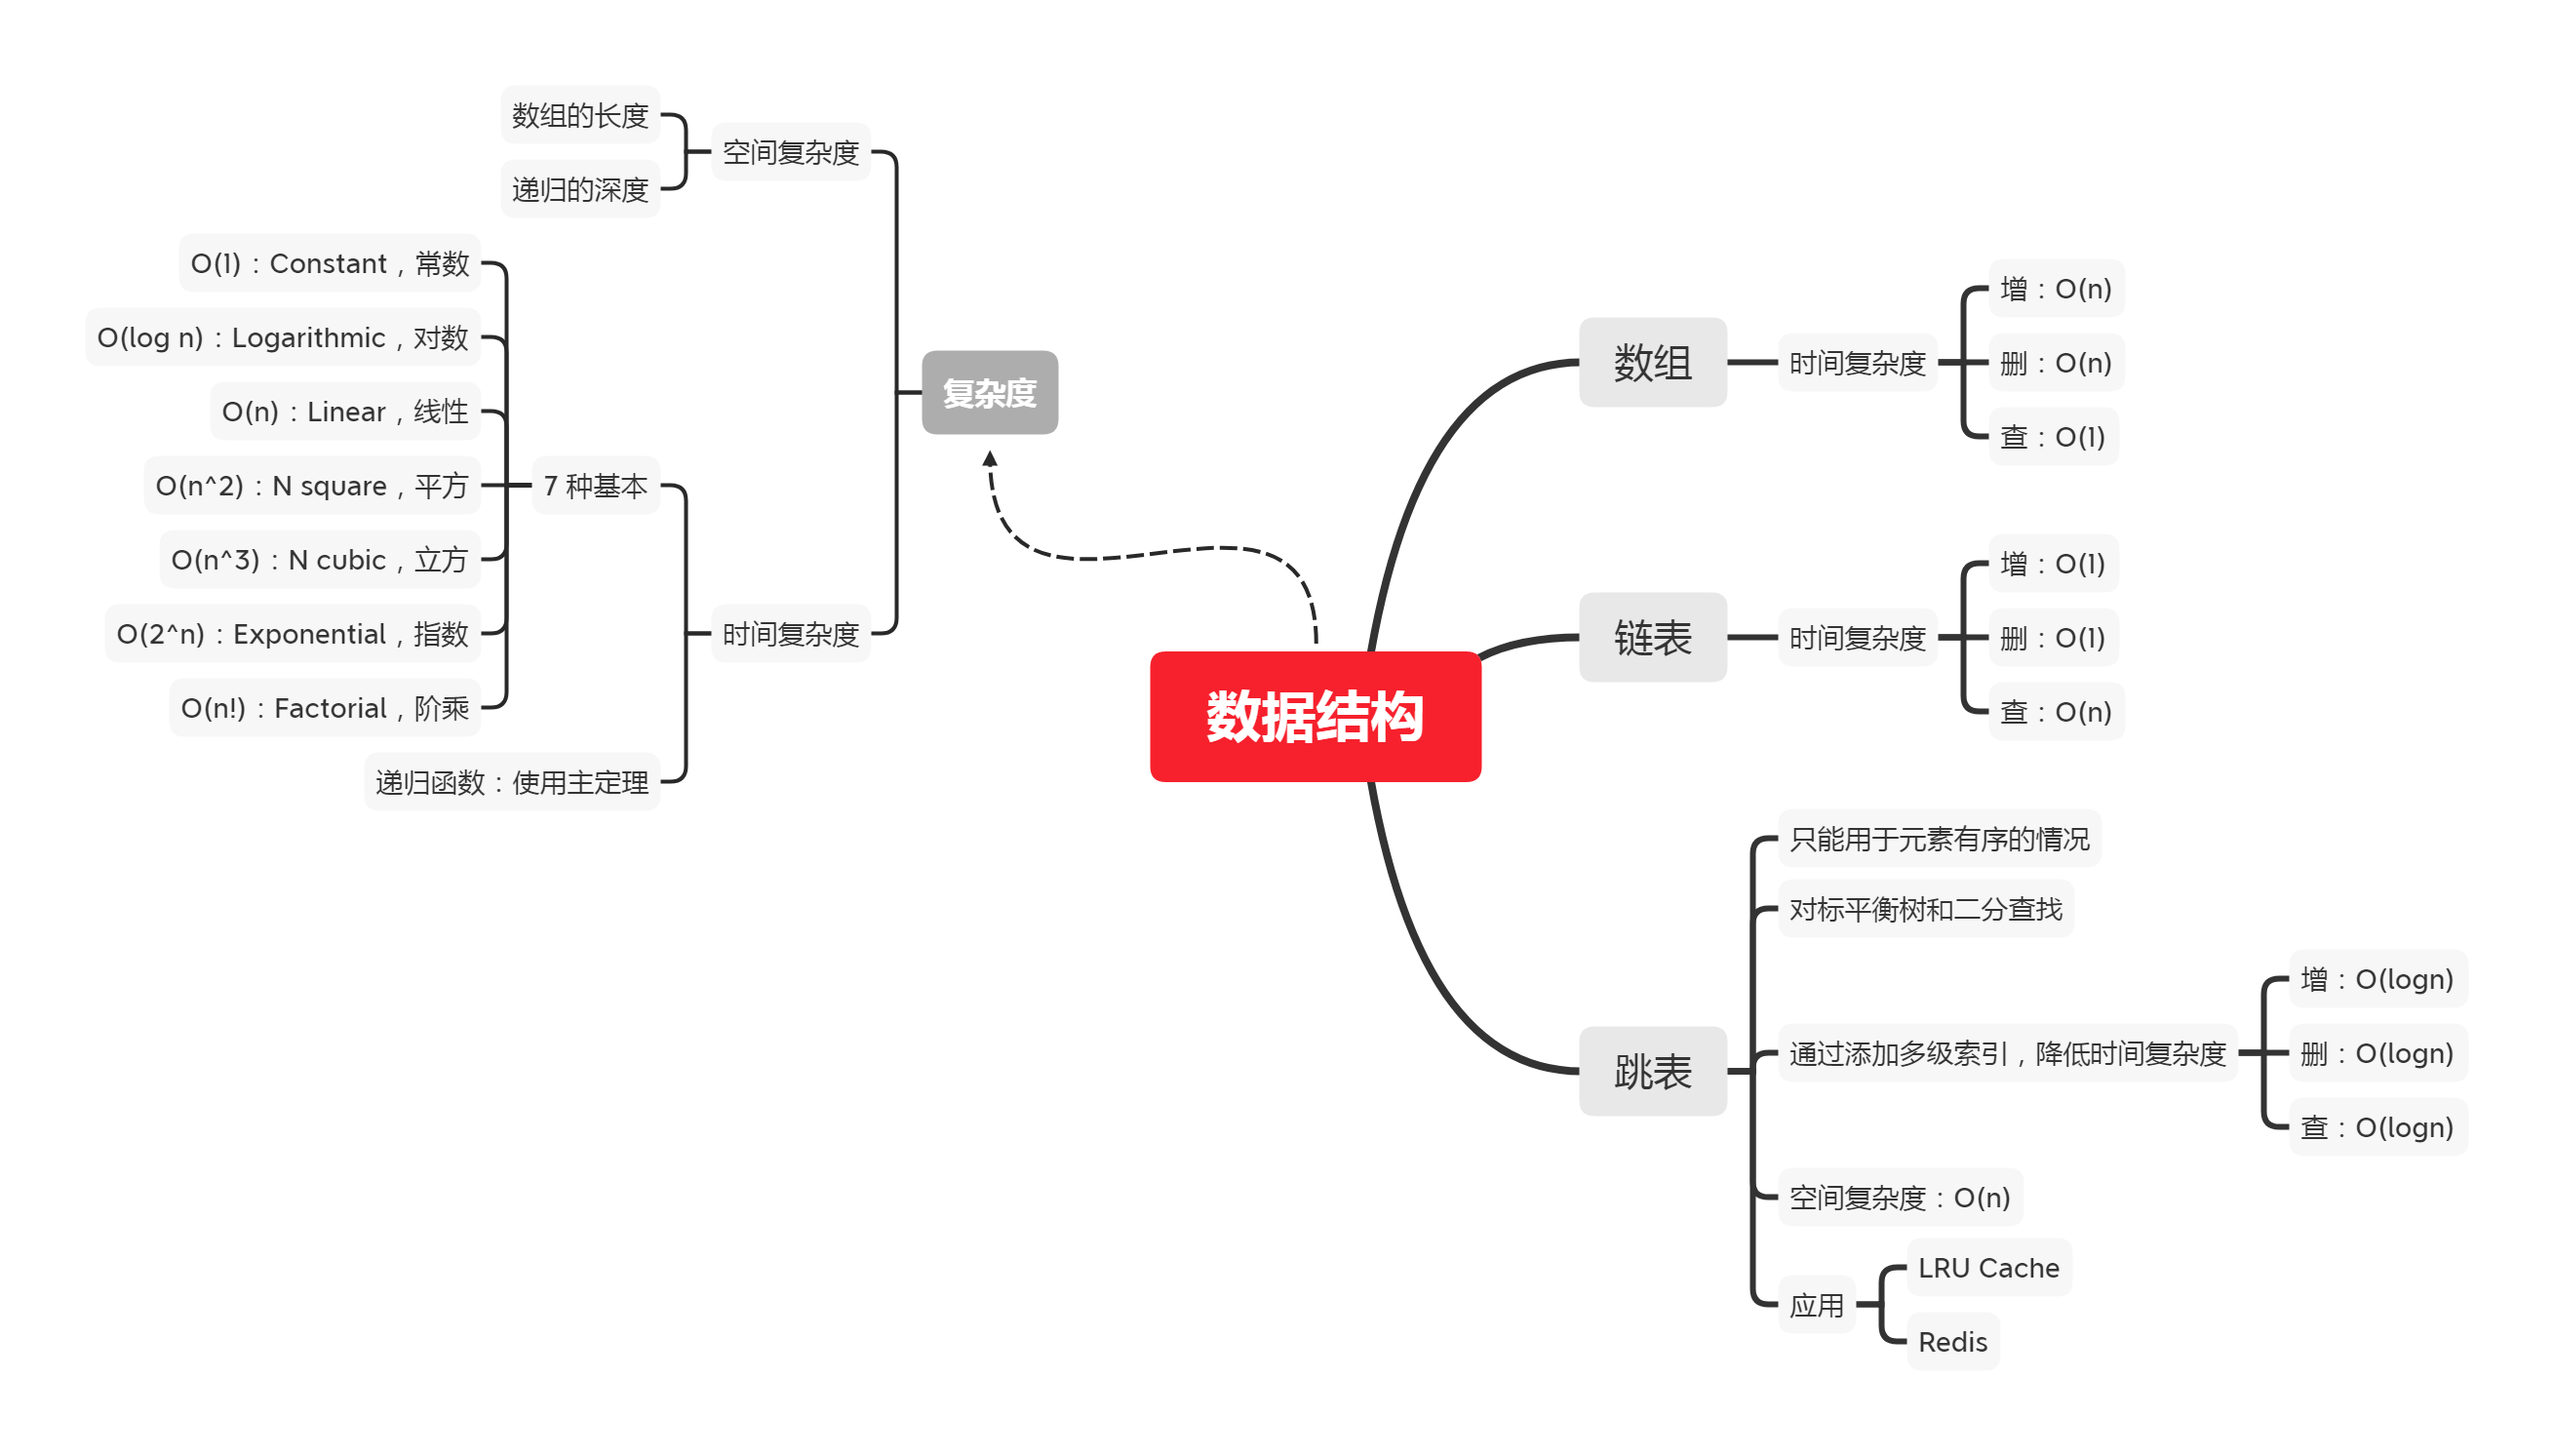 数据结构
复杂度
空间复杂度
数组的长度
递归的深度
时间复杂度
7 种基本
O(1)：Constant，常数
O(log n)：Logarithmic，对数
O(n)：Linear，线性
O(n^2)：N square，平方
O(n^3)：N cubic，立方
O(2^n)：Exponential，指数
O(n!)：Factorial，阶乘
递归函数：使用主定理
数组
时间复杂度
增：O(n)
删：O(n)
查：O(1)
链表
时间复杂度
增：O(1)
删：O(1)
查：O(n)
跳表
只能用于元素有序的情况
对标平衡树和二分查找
通过添加多级索引，降低时间复杂度
增：O(logn)
删：O(logn)
查：O(logn)
空间复杂度：O(n)
应用
LRU Cache
Redis